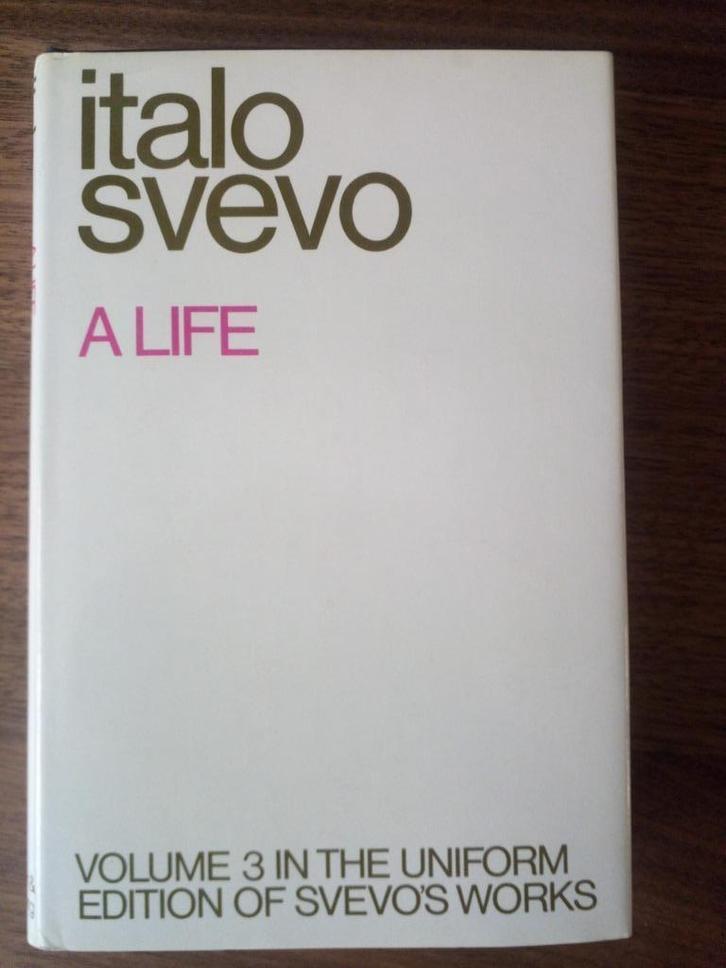 italo
svevo
A LIFE
VOLUME 3 IN THE UNIFORM
EDITION OF SVEVO'S WORKS